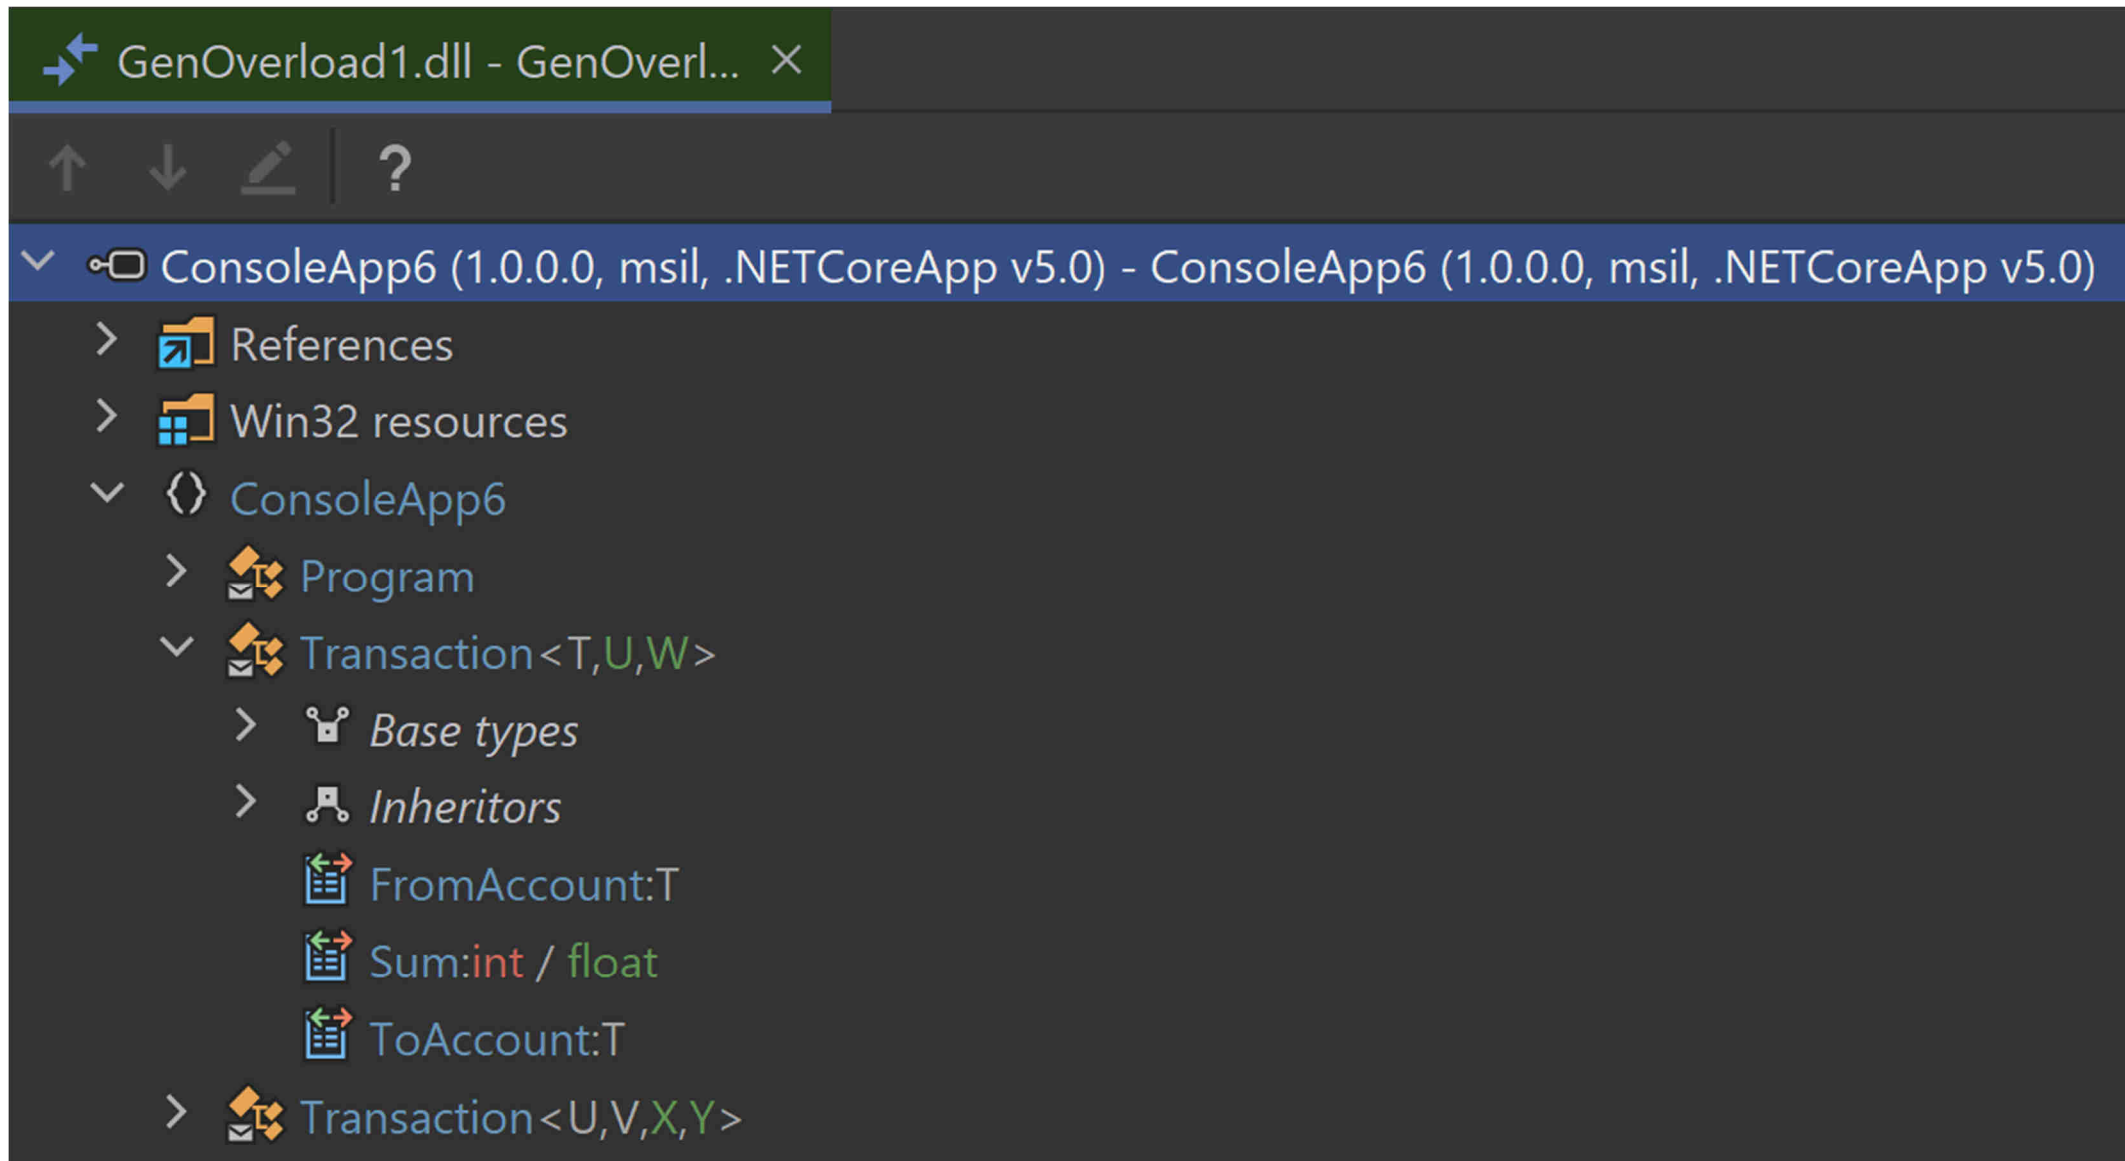 GenOverload1.dll - GenOverl...
?
ConsoleApp6 (1.0.0.0, msil, .NETCoreApp v5.0) - ConsoleApp6 (1.0.0.0, msil, .NETCoreApp v5.0)
References
Win32 resources
ConsoleApp6
Program
Transaction<T,U,W>
Base types
Inheritors
FromAccount:T
Sum:int / float
ToAccount:T
Transaction<U,V,X,Y>